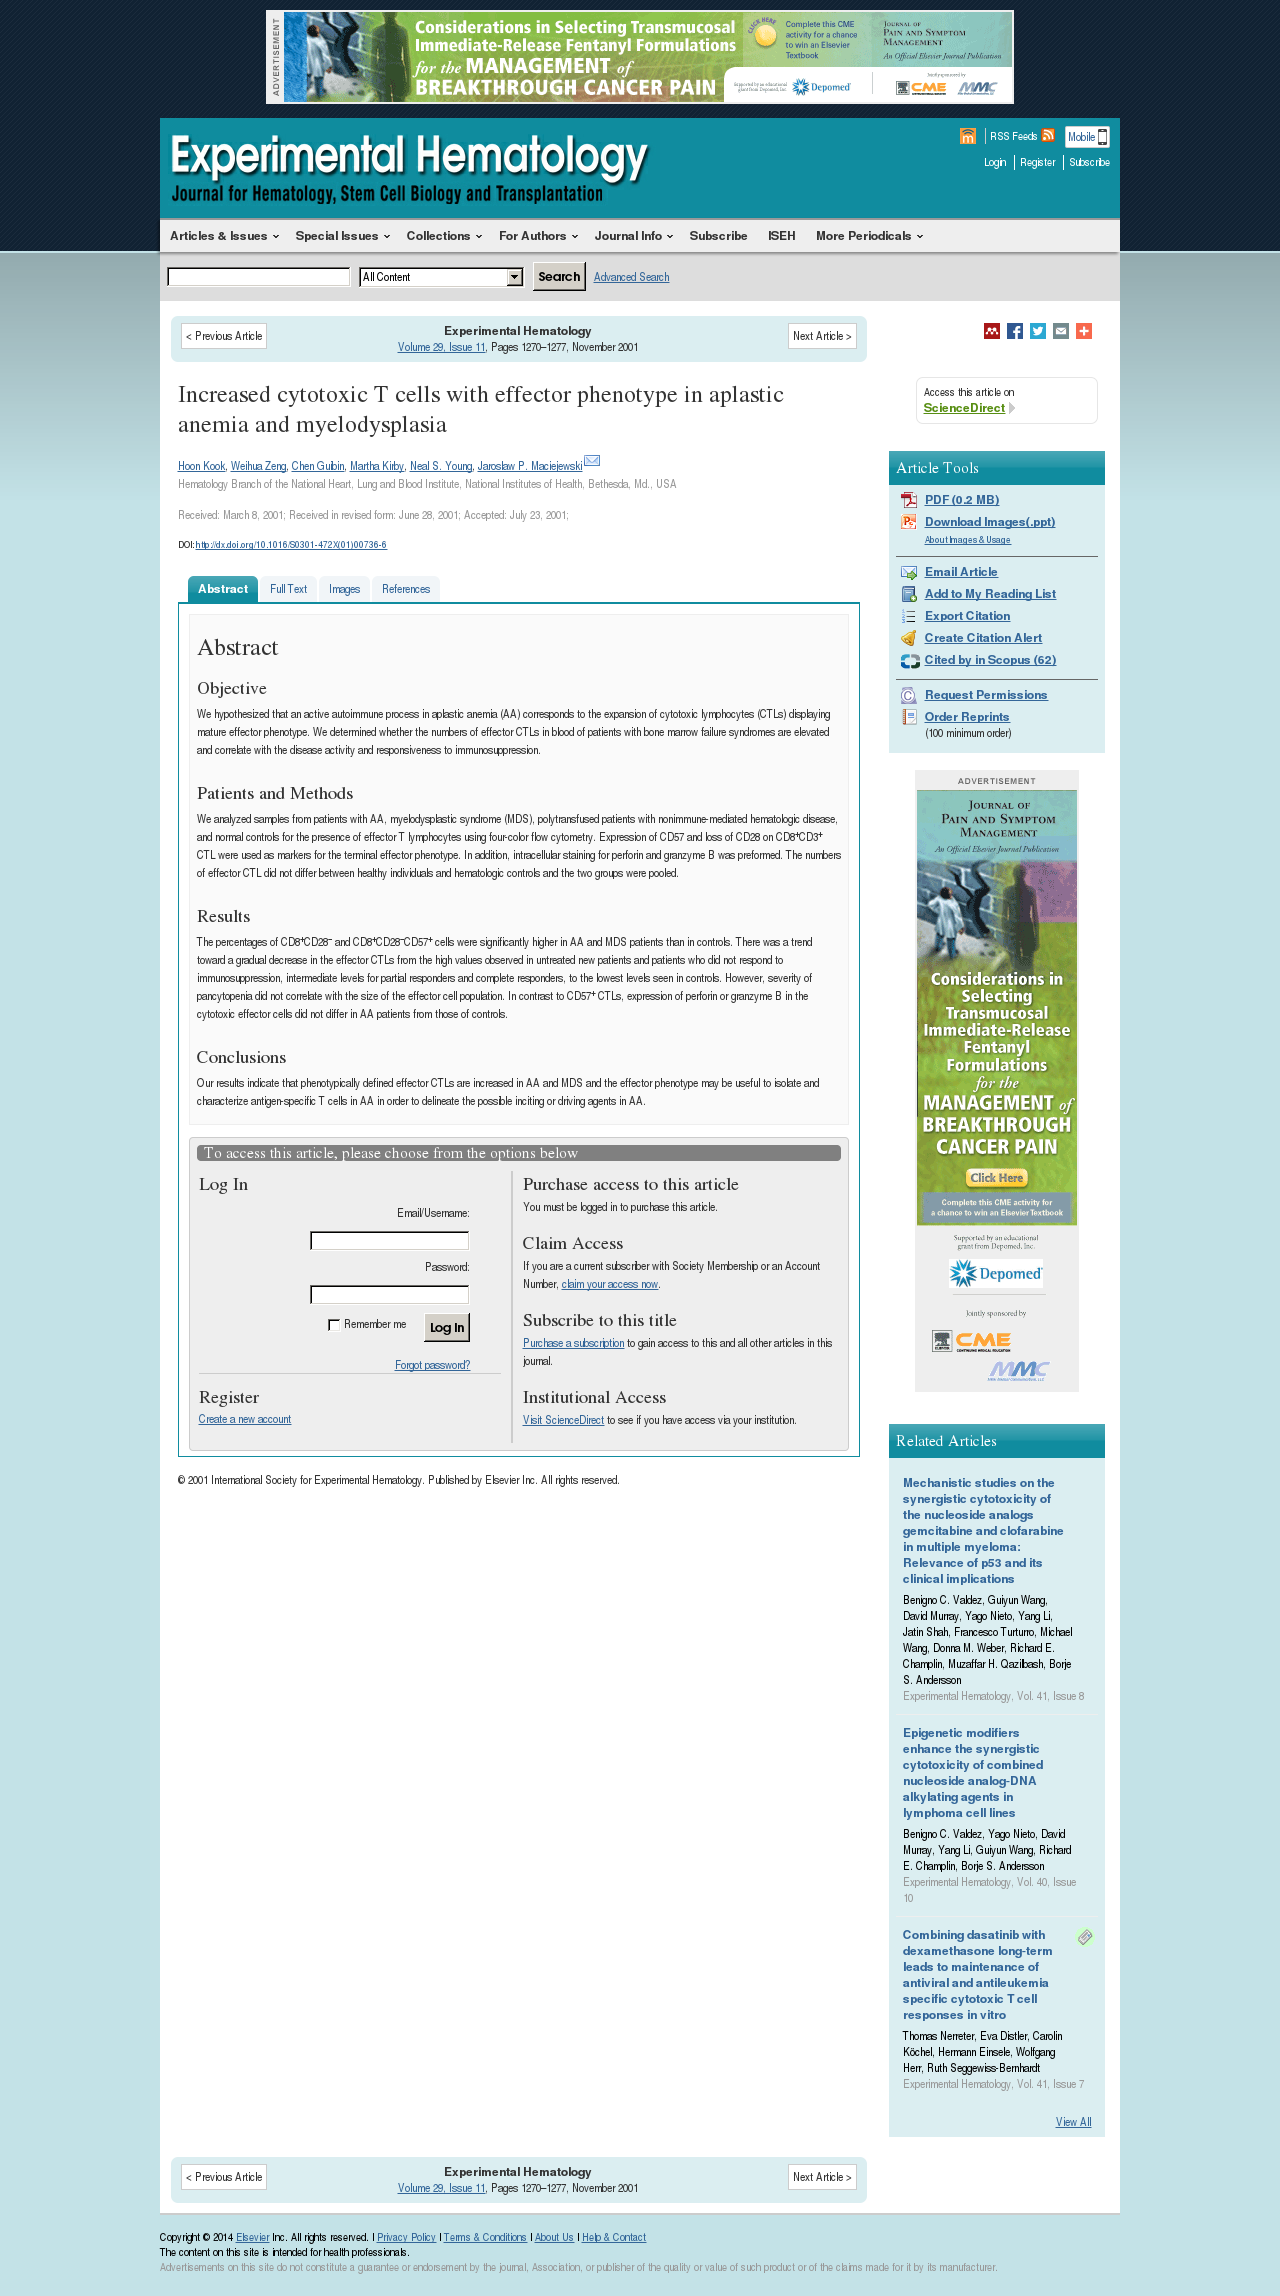 ADVERTISEMENT
Considerations in Selecting Transmucosal
Immediate-Release Fentanyl Formulations
for the MANAGEMENT of
BREAKTHROUGH CANCER PAIN
CLICK HERE
Complete this CME
activity for a chance
to win an Elsevier
Textbook
JOURNAL OF
PAIN AND SYMPTOM
MANAGEMENT
An Official Elsevier Journal Publication
Supported by an educational
grant from Depomed, Inc.
Depomed
Jointly sponsored by
CME
MMC
Experimental Hematology
Journal for Hematology, Stem Cell Biology and Transplantation
RSS Feeds
Mobile
Login | Register | Subscribe
Articles & Issues
Special Issues
Collections
For Authors
Journal Info
Subscribe
ISEH
More Periodicals
All Content
Search
Advanced Search
< Previous Article
Experimental Hematology
Volume 29, Issue 11, Pages 1270–1277, November 2001
Next Article >
Increased cytotoxic T cells with effector phenotype in aplastic
anemia and myelodysplasia
Hoon Kook, Weihua Zeng, Chen Guibin, Martha Kirby, Neal S. Young, Jaroslaw P. Maciejewski
Hematology Branch of the National Heart, Lung and Blood Institute, National Institutes of Health, Bethesda, Md., USA
Received: March 8, 2001; Received in revised form: June 28, 2001; Accepted: July 23, 2001;
DOI: http://dx.doi.org/10.1016/S0301-472X(01)00736-6
Abstract
Full Text
Images
References
Abstract
Objective
We hypothesized that an active autoimmune process in aplastic anemia (AA) corresponds to the expansion of cytotoxic lymphocytes (CTLs) displaying
mature effector phenotype. We determined whether the numbers of effector CTLs in blood of patients with bone marrow failure syndromes are elevated
and correlate with the disease activity and responsiveness to immunosuppression.
Patients and Methods
We analyzed samples from patients with AA, myelodysplastic syndrome (MDS), polytransfused patients with nonimmune-mediated hematologic disease,
and normal controls for the presence of effector T lymphocytes using four-color flow cytometry. Expression of CD57 and loss of CD28 on CD8⁺CD3⁺
CTL were used as markers for the terminal effector phenotype. In addition, intracellular staining for perforin and granzyme B was preformed. The numbers
of effector CTL did not differ between healthy individuals and hematologic controls and the two groups were pooled.
Results
The percentages of CD8⁺CD28⁻ and CD8⁺CD28⁻CD57⁺ cells were significantly higher in AA and MDS patients than in controls. There was a trend
toward a gradual decrease in the effector CTLs from the high values observed in untreated new patients and patients who did not respond to
immunosuppression, intermediate levels for partial responders and complete responders, to the lowest levels seen in controls. However, severity of
pancytopenia did not correlate with the size of the effector cell population. In contrast to CD57⁺ CTLs, expression of perforin or granzyme B in the
cytotoxic effector cells did not differ in AA patients from those of controls.
Conclusions
Our results indicate that phenotypically defined effector CTLs are increased in AA and MDS and the effector phenotype may be useful to isolate and
characterize antigen-specific T cells in AA in order to delineate the possible inciting or driving agents in AA.
To access this article, please choose from the options below
Log In
Email/Username:
Password:
Remember me
Log In
Forgot password?
Register
Create a new account
Purchase access to this article
You must be logged in to purchase this article.
Claim Access
If you are a current subscriber with Society Membership or an Account
Number, claim your access now.
Subscribe to this title
Purchase a subscription to gain access to this and all other articles in this
journal.
Institutional Access
Visit ScienceDirect to see if you have access via your institution.
© 2001 International Society for Experimental Hematology. Published by Elsevier Inc. All rights reserved.
Access this article on
ScienceDirect
Article Tools
PDF (0.2 MB)
Download Images(.ppt)
About Images & Usage
Email Article
Add to My Reading List
Export Citation
Create Citation Alert
Cited by in Scopus (62)
Request Permissions
Order Reprints
(100 minimum order)
ADVERTISEMENT
JOURNAL OF
PAIN AND SYMPTOM
MANAGEMENT
An Official Elsevier Journal Publication
Considerations in
Selecting
Transmucosal
Immediate-Release
Fentanyl
Formulations
for the
MANAGEMENT of
BREAKTHROUGH
CANCER PAIN
Click Here
Complete this CME activity for
a chance to win an Elsevier Textbook
Supported by an educational
grant from Depomed, Inc.
Depomed
Jointly sponsored by
CME
CONTINUING MEDICAL EDUCATION
MMC
Related Articles
Mechanistic studies on the
synergistic cytotoxicity of
the nucleoside analogs
gemcitabine and clofarabine
in multiple myeloma:
Relevance of p53 and its
clinical implications
Benigno C. Valdez, Guiyun Wang,
David Murray, Yago Nieto, Yang Li,
Jatin Shah, Francesco Turturro, Michael
Wang, Donna M. Weber, Richard E.
Champlin, Muzaffar H. Qazilbash, Borje
S. Andersson
Experimental Hematology, Vol. 41, Issue 8
Epigenetic modifiers
enhance the synergistic
cytotoxicity of combined
nucleoside analog-DNA
alkylating agents in
lymphoma cell lines
Benigno C. Valdez, Yago Nieto, David
Murray, Yang Li, Guiyun Wang, Richard
E. Champlin, Borje S. Andersson
Experimental Hematology, Vol. 40, Issue
10
Combining dasatinib with
dexamethasone long-term
leads to maintenance of
antiviral and antileukemia
specific cytotoxic T cell
responses in vitro
Thomas Nerreter, Eva Distler, Carolin
Köchel, Hermann Einsele, Wolfgang
Herr, Ruth Seggewiss-Bernhardt
Experimental Hematology, Vol. 41, Issue 7
View All
< Previous Article
Experimental Hematology
Volume 29, Issue 11, Pages 1270–1277, November 2001
Next Article >
Copyright © 2014 Elsevier Inc. All rights reserved. | Privacy Policy | Terms & Conditions | About Us | Help & Contact
The content on this site is intended for health professionals.
Advertisements on this site do not constitute a guarantee or endorsement by the journal, Association, or publisher of the quality or value of such product or of the claims made for it by its manufacturer.